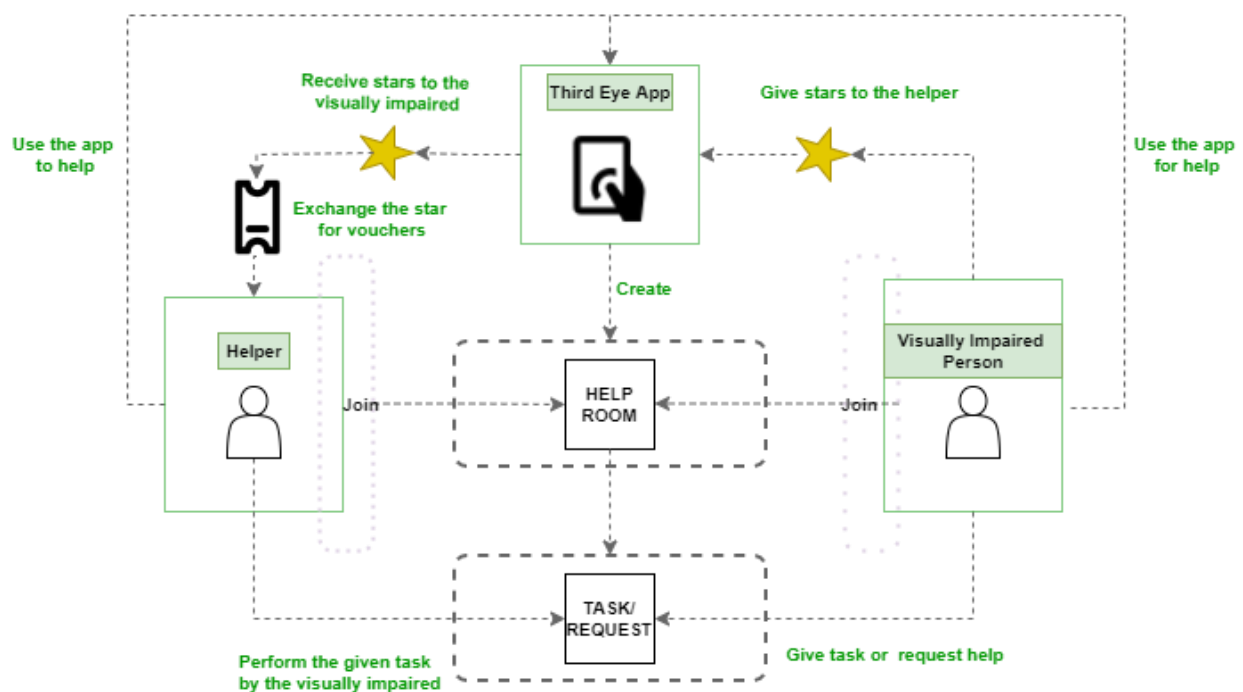 Receive stars to the
visually impaired
Third Eye App
Give stars to the helper
Use the app
to help
Use the app
for help
Exchange the star
for vouchers
Create
Helper
Visually Impaired
Person
Join
HELP
ROOM
Join
TASK/
REQUEST
Perform the given task
by the visually impaired
Give task or request help